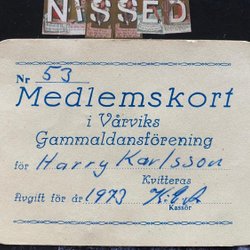 NISSED
Nr 53
Medlemskort
i Vårviks
Gammaldansförening
för Harry Karlsson
Kvitteras
Avgift för år 1973
Kassör